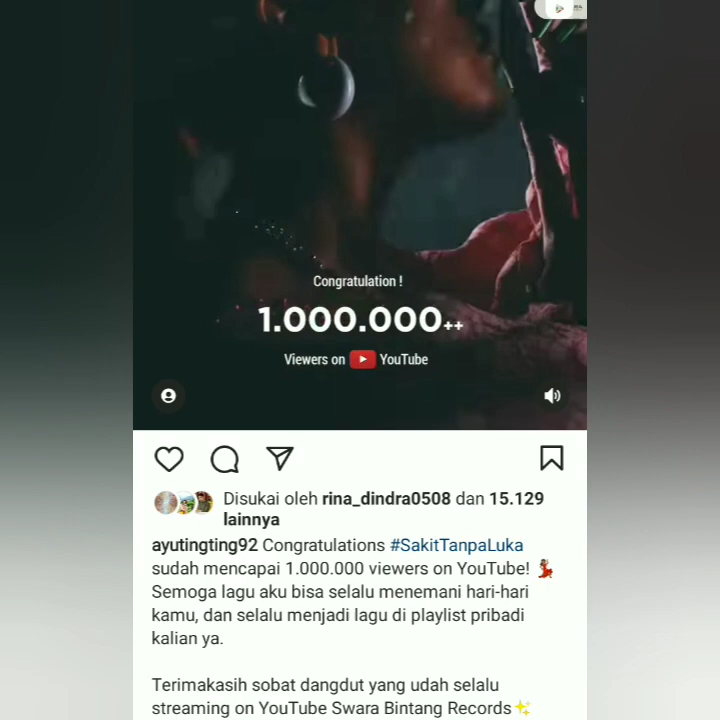 Congratulation !
1.000.000++
Viewers on YouTube
Disukai oleh rina_dindra0508 dan 15.129
lainnya
ayutingting92 Congratulations #SakitTanpaLuka
sudah mencapai 1.000.000 viewers on YouTube! 💃
Semoga lagu aku bisa selalu menemani hari-hari
kamu, dan selalu menjadi lagu di playlist pribadi
kalian ya.
Terimakasih sobat dangdut yang udah selalu
streaming on YouTube Swara Bintang Records✨